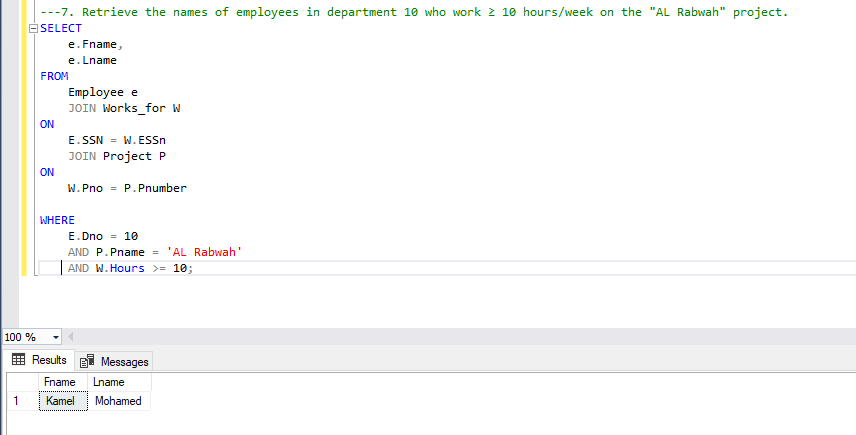 ---7. Retrieve the names of employees in department 10 who work ≥ 10 hours/week on the "AL Rabwah" project.
SELECT
e.Fname,
e.Lname
FROM
Employee e
JOIN Works_for W
ON
E.SSN = W.ESSn
JOIN Project P
ON
W.Pno = P.Pnumber
WHERE
E.Dno = 10
AND P.Pname = 'AL Rabwah'
AND W.Hours >= 10;
100 %
Results Messages
Fname Lname
1 Kamel Mohamed